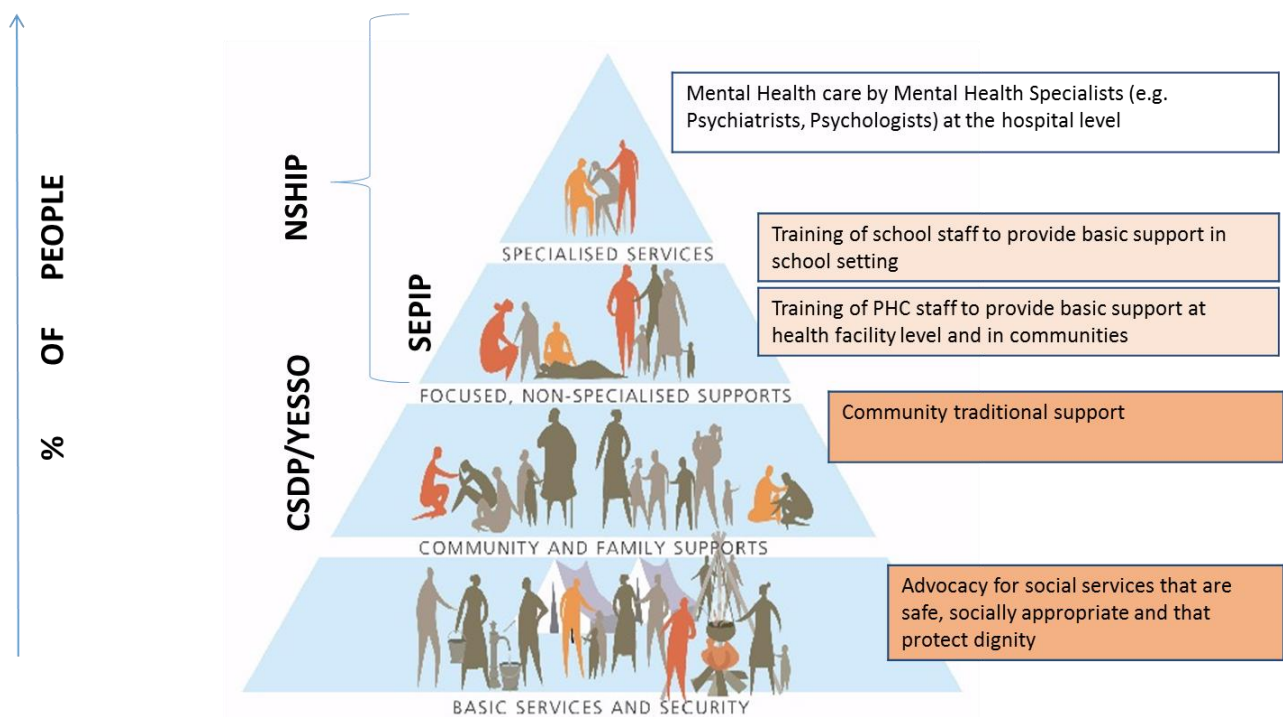 % OF PEOPLE
NSHIP
CSDP/YESSO
SEPIP
Mental Health care by Mental Health Specialists (e.g.
Psychiatrists, Psychologists) at the hospital level
SPECIALISED SERVICES
Training of school staff to provide basic support in
school setting
Training of PHC staff to provide basic support at
health facility level and in communities
FOCUSED, NON-SPECIALISED SUPPORTS
Community traditional support
COMMUNITY AND FAMILY SUPPORTS
Advocacy for social services that are
safe, socially appropriate and that
protect dignity
BASIC SERVICES AND SECURITY